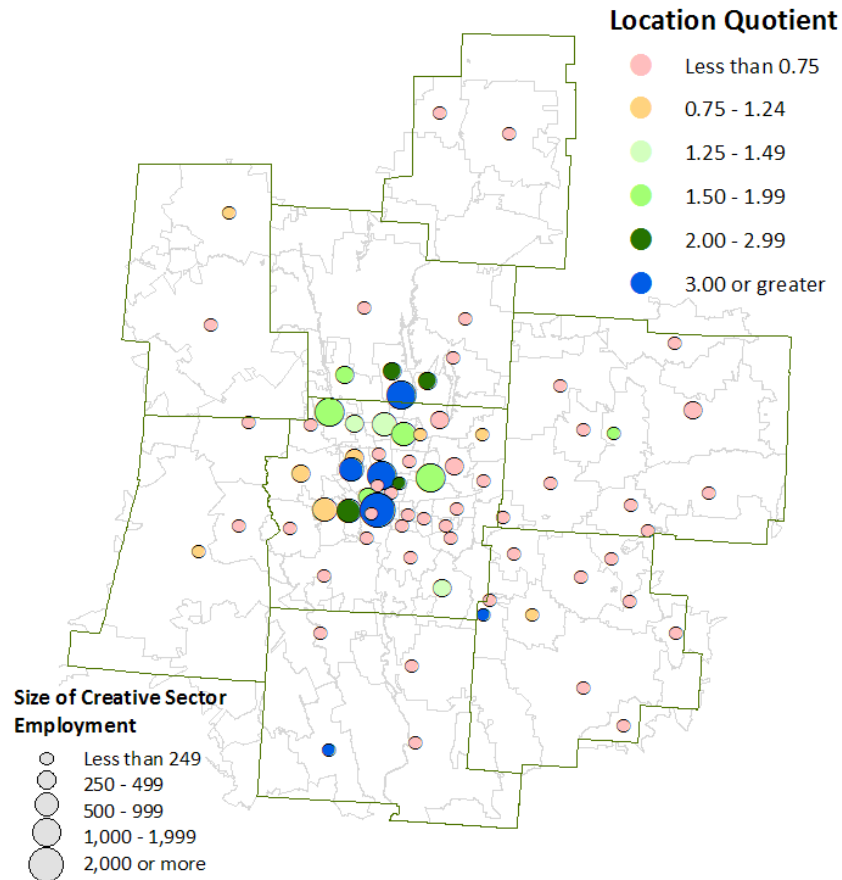 Location Quotient
Less than 0.75
0.75 - 1.24
1.25 - 1.49
1.50 - 1.99
2.00 - 2.99
3.00 or greater
Size of Creative Sector
Employment
Less than 249
250 - 499
500 - 999
1,000 - 1,999
2,000 or more